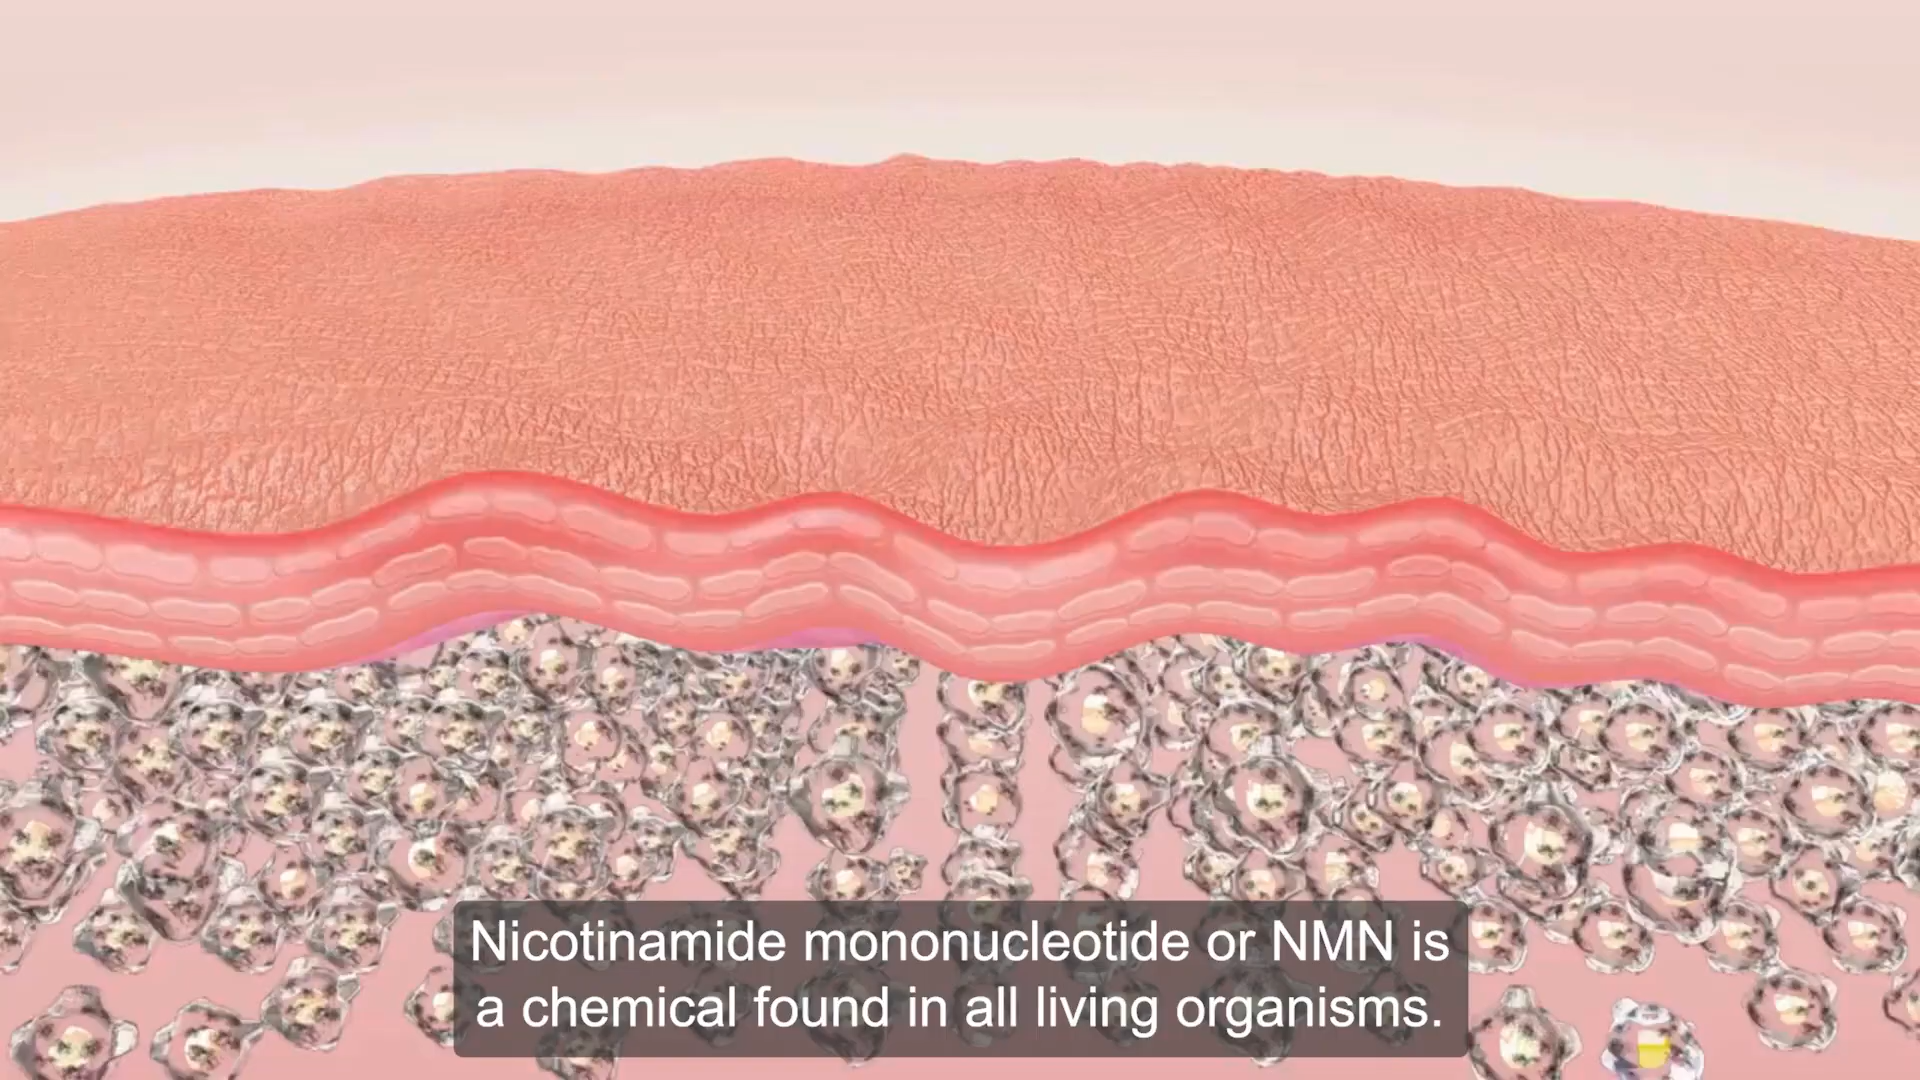 Nicotinamide mononucleotide or NMN is
a chemical found in all living organisms.